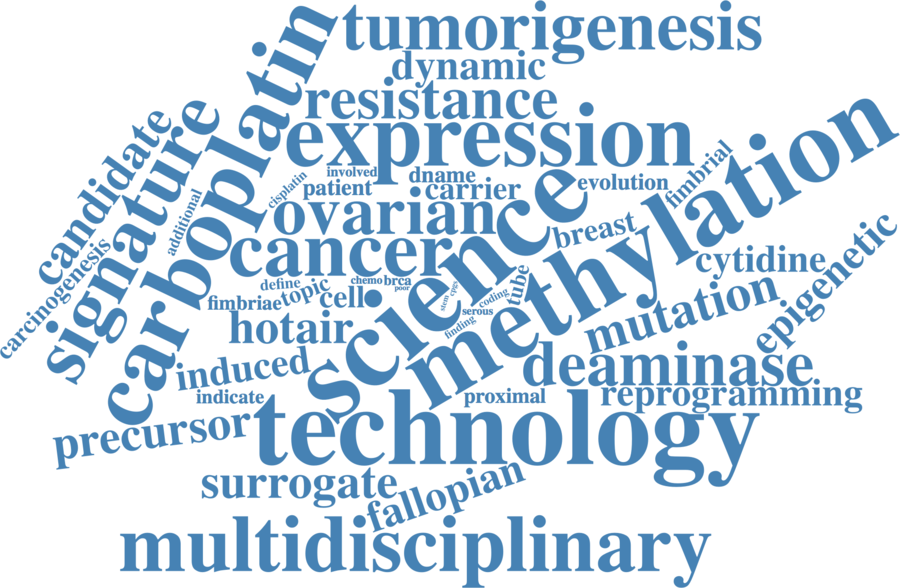 tumorigenesis
dynamic
resistance
carboplatin
expression
candidate
signature
methylation
involved
dname
patient
carrier
evolution
fimbrial
cisplatin
additional
ovarian
science
breast
cancer
cytidine
epigenetic
carcinogenesis
define
topic
chemo
brca
poor
cell
fimbriae
stem
cpgs
coding
tube
serous
finding
mutation
hotair
induced
deaminase
indicate
proximal
reprogramming
precursor
technology
surrogate
fallopian
multidisciplinary